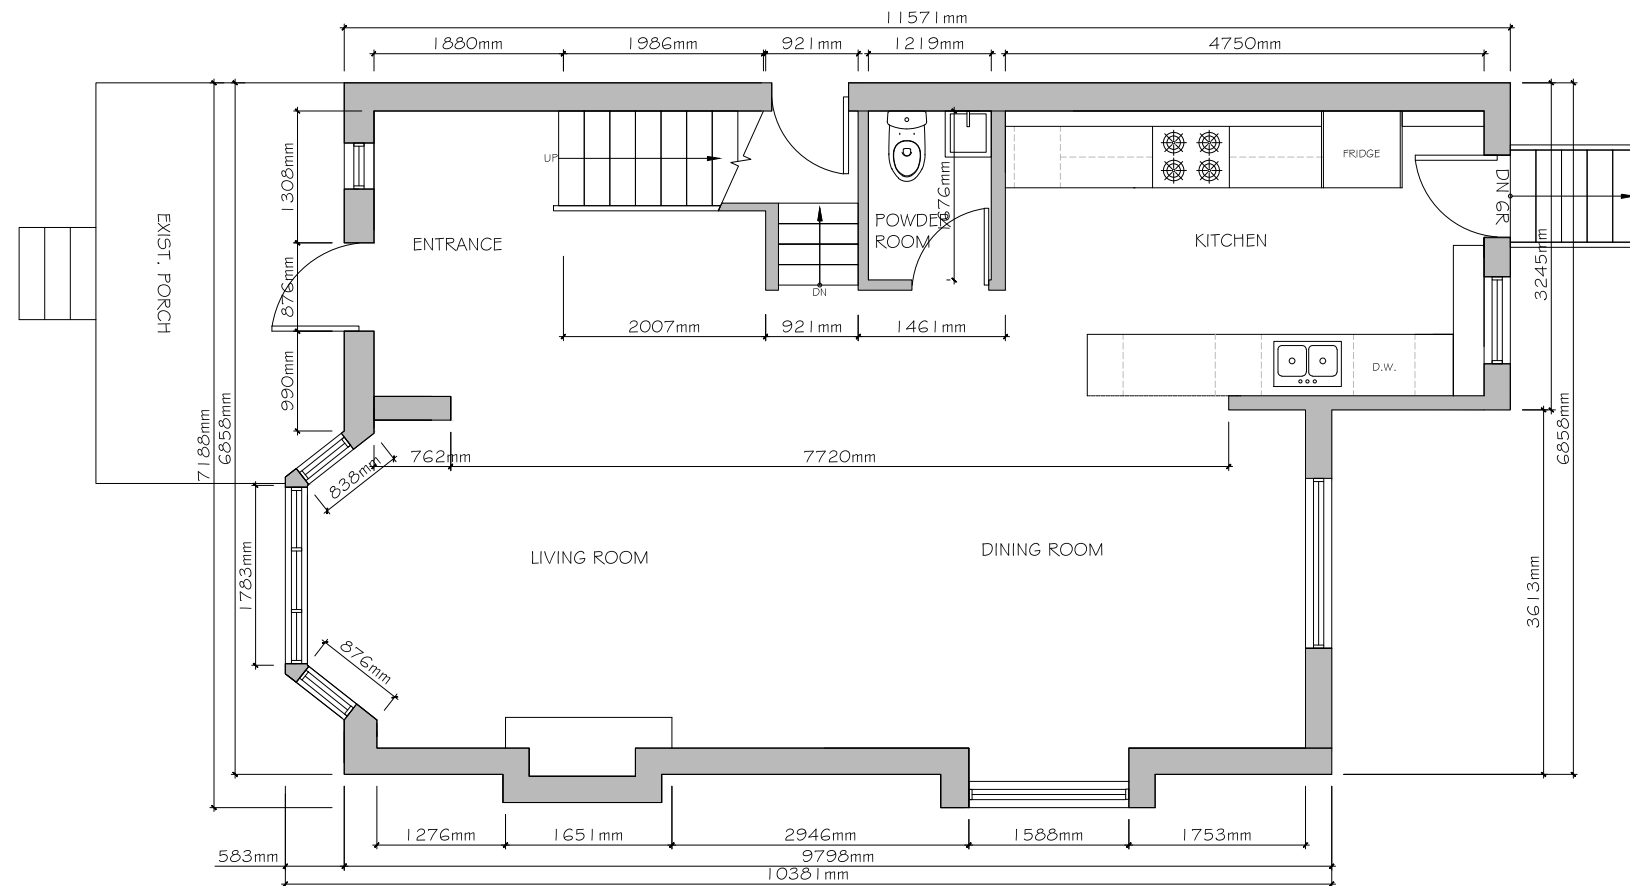 11571mm
1880mm
1986mm
921mm
1219mm
4750mm
UP
FRIDGE
1308mm
1676mm
DN GR
EXIST. PORCH
POWDER
ROOM
ENTRANCE
KITCHEN
3245mm
876mm
DN
2007mm
921mm
1461mm
D.W.
990mm
7188mm
6858mm
6858mm
762mm
7720mm
838mm
LIVING ROOM
DINING ROOM
1783mm
3613mm
876mm
1276mm
1651mm
2946mm
1588mm
1753mm
583mm
9798mm
10381mm